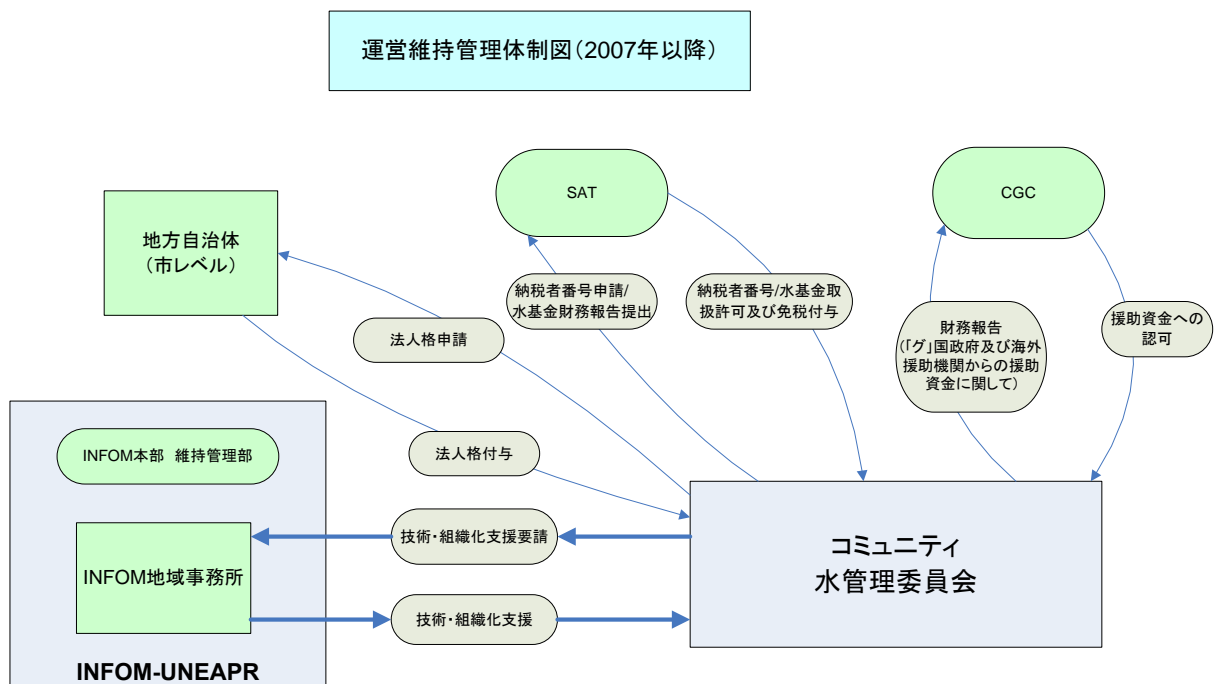 運営維持管理体制図(2007年以降)
SAT
CGC
地方自治体
(市レベル)
納税者番号申請/
水基金財務報告提出
納税者番号/水基金取
扱許可及び免税付与
財務報告
(「グ」国政府及び海外
援助機関からの援助
資金に関して)
援助資金への
認可
法人格申請
法人格付与
INFOM本部 維持管理部
技術・組織化支援要請
INFOM地域事務所
技術・組織化支援
コミュニティ
水管理委員会
INFOM-UNEAPR